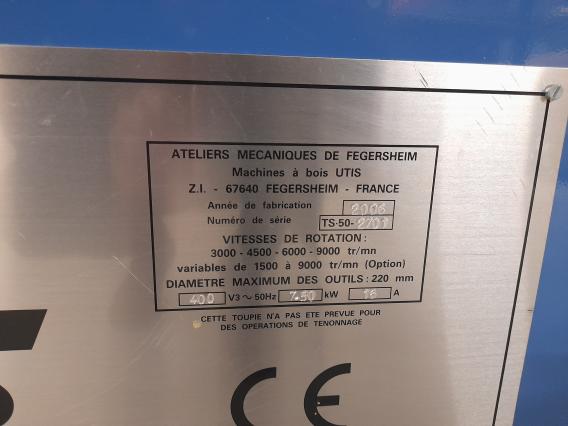 ATELIERS MECANIQUES DE FEGERSHEIM
Machines à bois UTIS
Z.I. - 67640 FEGERSHEIM - FRANCE
Année de fabrication 2006
Numéro de série TS-50-2701
VITESSES DE ROTATION :
3000 - 4500 - 6000 - 9000 tr/mn
variables de 1500 à 9000 tr/mn (Option)
DIAMETRE MAXIMUM DES OUTILS : 220 mm
400 V3 ~ 50Hz 7.50 kW 16 A
CETTE TOUPIE N'A PAS ETE PREVUE POUR
DES OPERATIONS DE TENONNAGE
CE